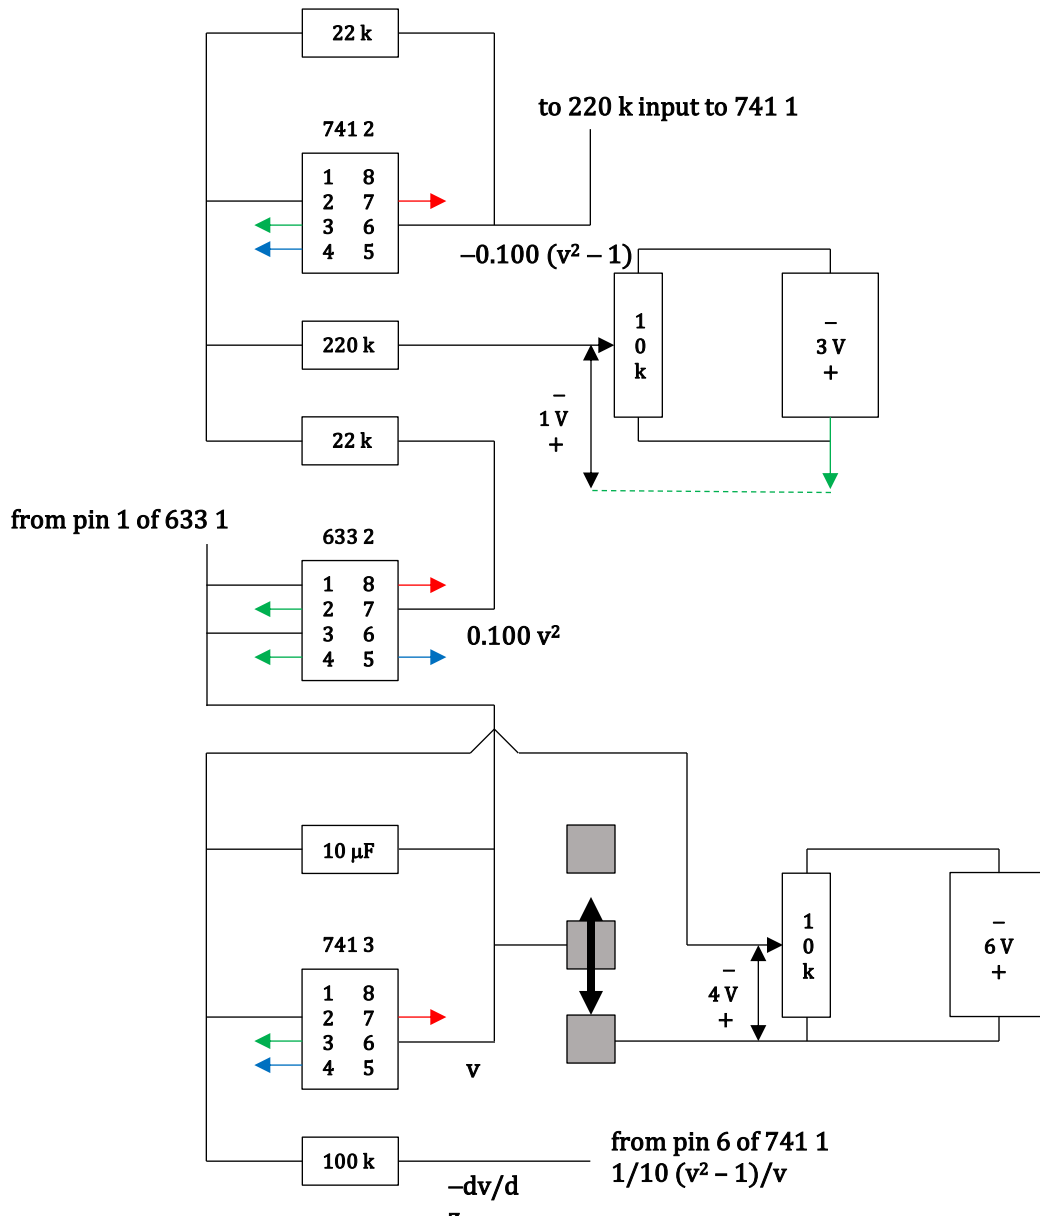 22 k
to 220 k input to 741 1
741 2
1 8
2 7
3 6
4 5
−0.100 (v² – 1)
220 k
1
0
k
–
3 V
+
–
1 V
+
22 k
from pin 1 of 633 1
633 2
1 8
2 7
3 6
4 5
0.100 v²
10 μF
741 3
1 8
2 7
3 6
4 5
v
–
4 V
+
1
0
k
–
6 V
+
100 k
from pin 6 of 741 1
1/10 (v² – 1)/v
−dv/d